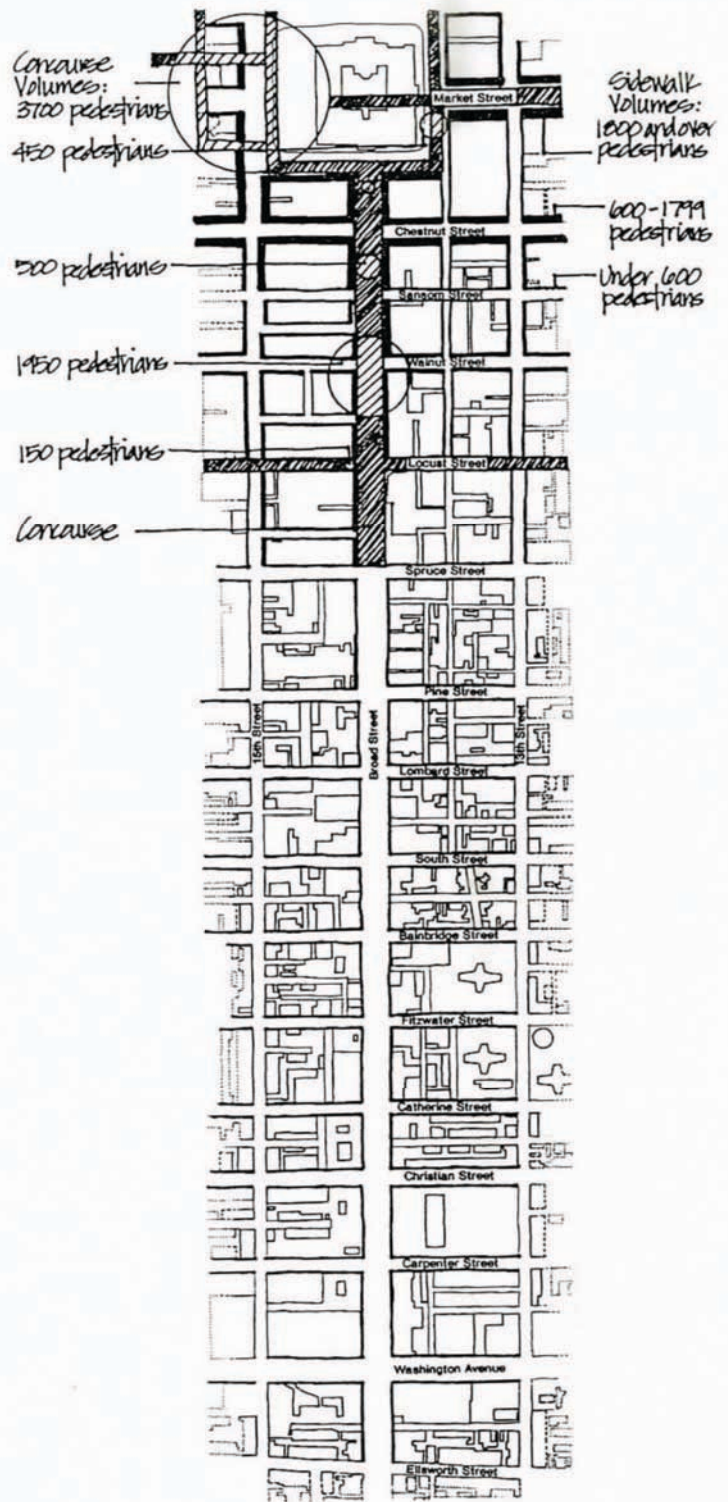 Concourse
Volumes:
3700 pedestrians
450 pedestrians
500 pedestrians
1950 pedestrians
150 pedestrians
Concourse
Sidewalk
Volumes:
1800 and over
pedestrians
600-1799
pedestrians
Under 600
pedestrians
Market Street
Chestnut Street
Sansom Street
Walnut Street
Locust Street
Spruce Street
Pine Street
15th Street
Broad Street
13th Street
Lombard Street
South Street
Bainbridge Street
Fitzwater Street
Catherine Street
Christian Street
Carpenter Street
Washington Avenue
Ellsworth Street